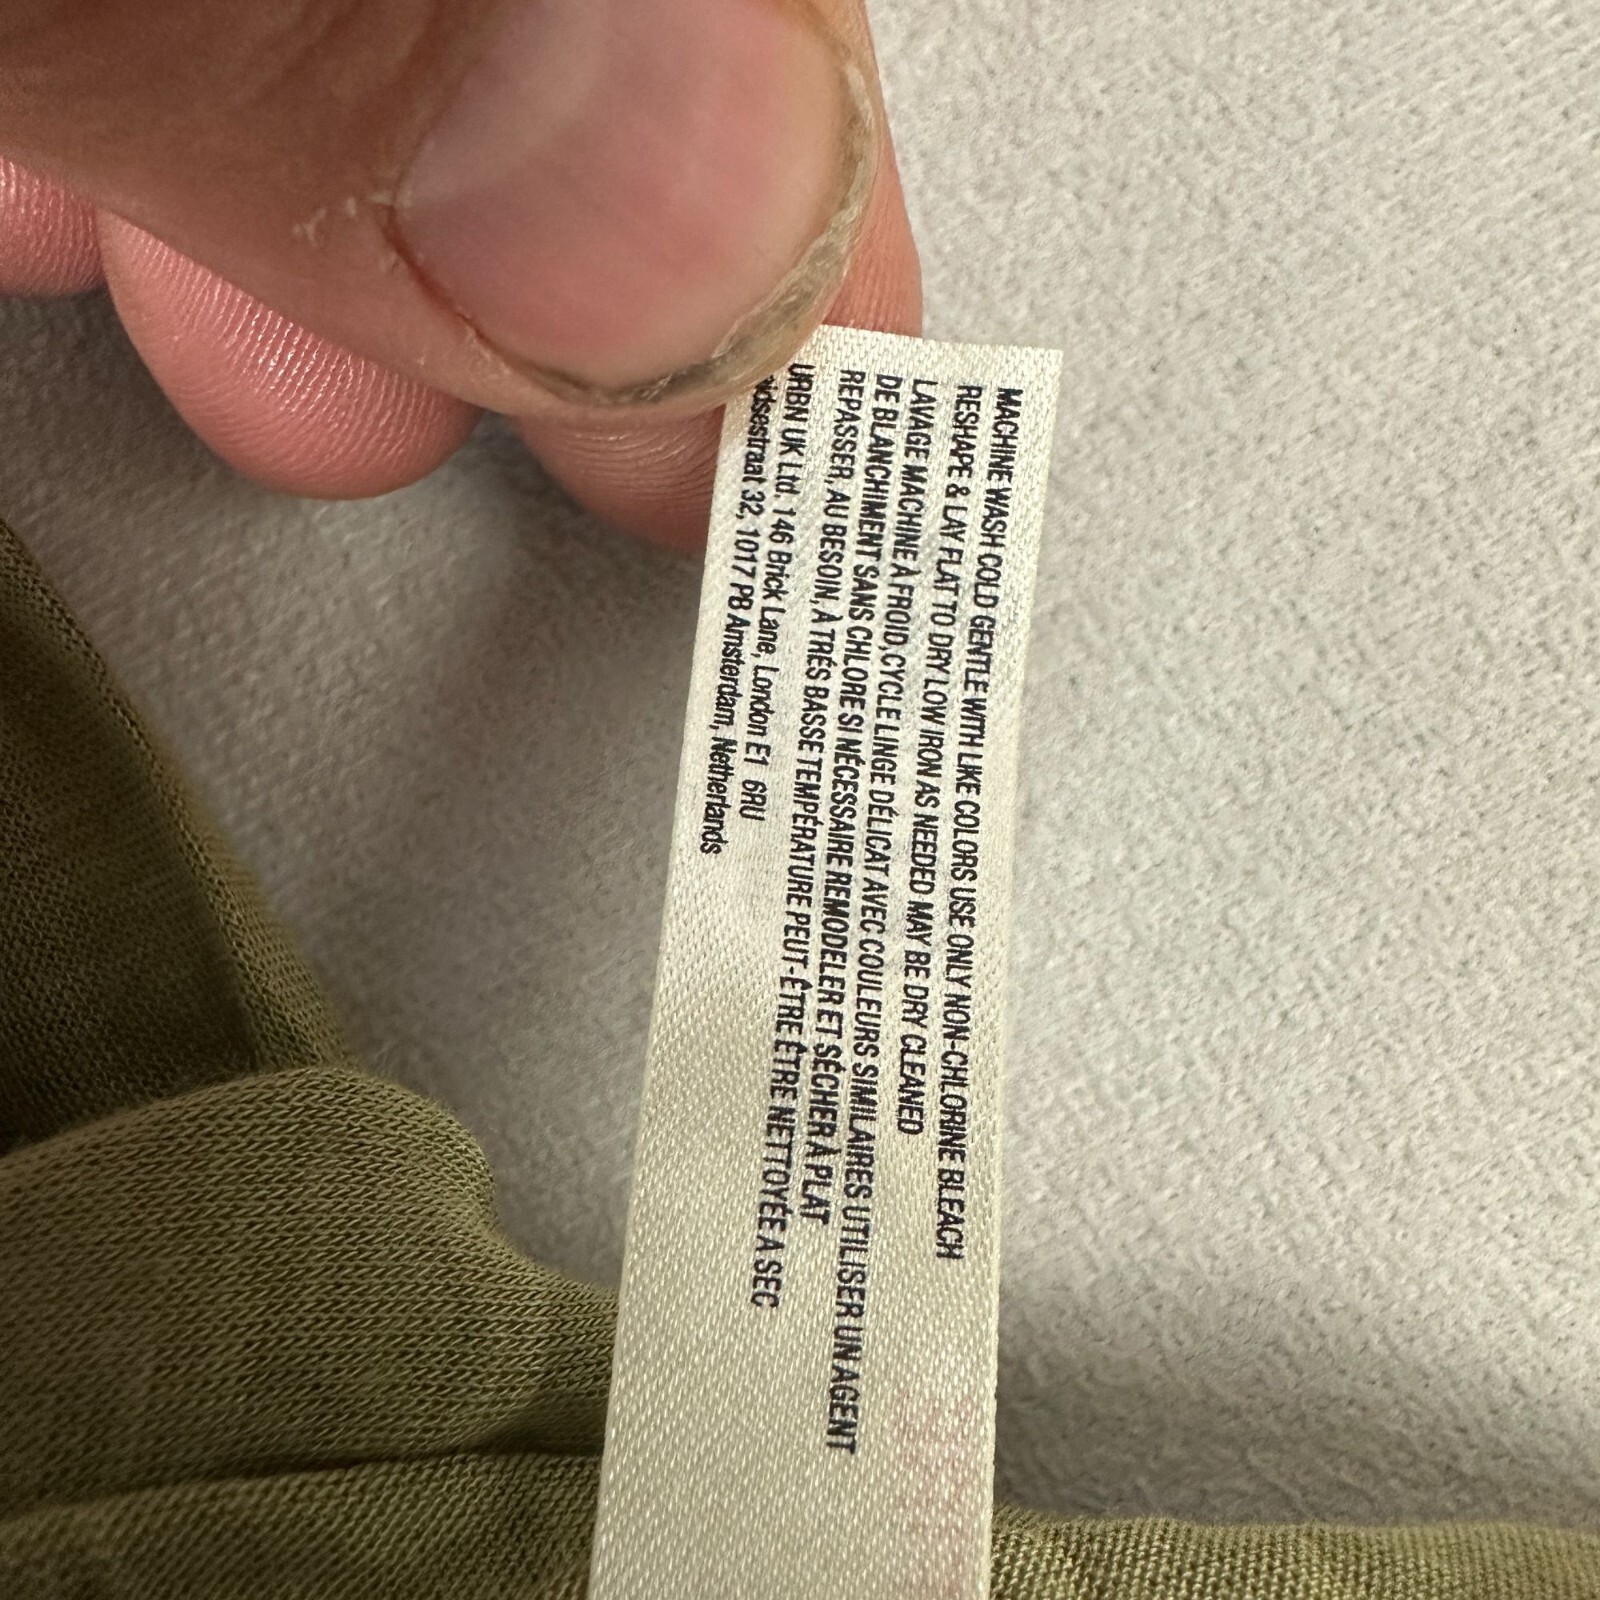 MACHINE WASH COLD GENTLE WITH LIKE COLORS USE ONLY NON-CHLORINE BLEACH
RESHAPE & LAY FLAT TO DRY LOW IRON AS NEEDED MAY BE DRY CLEANED
LAVAGE MACHINE À FROID,CYCLE LINGE DÉLICAT AVEC COULEURS SIMILAIRES UTILISER UN AGENT
DE BLANCHIMENT SANS CHLORE SI NÉCESSAIRE REMODELER ET SÉCHER À PLAT
REPASSER, AU BESOIN, À TRÉS BASSE TEMPÉRATURE PEUT-ÊTRE ÊTRE NETTOYÉE A SEC
URBN UK Ltd. 146 Brick Lane, London E1 6RU
32, 1017 PB Amsterdam, Netherlands